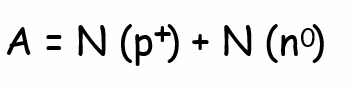 A = N (p⁺) + N (n⁰)